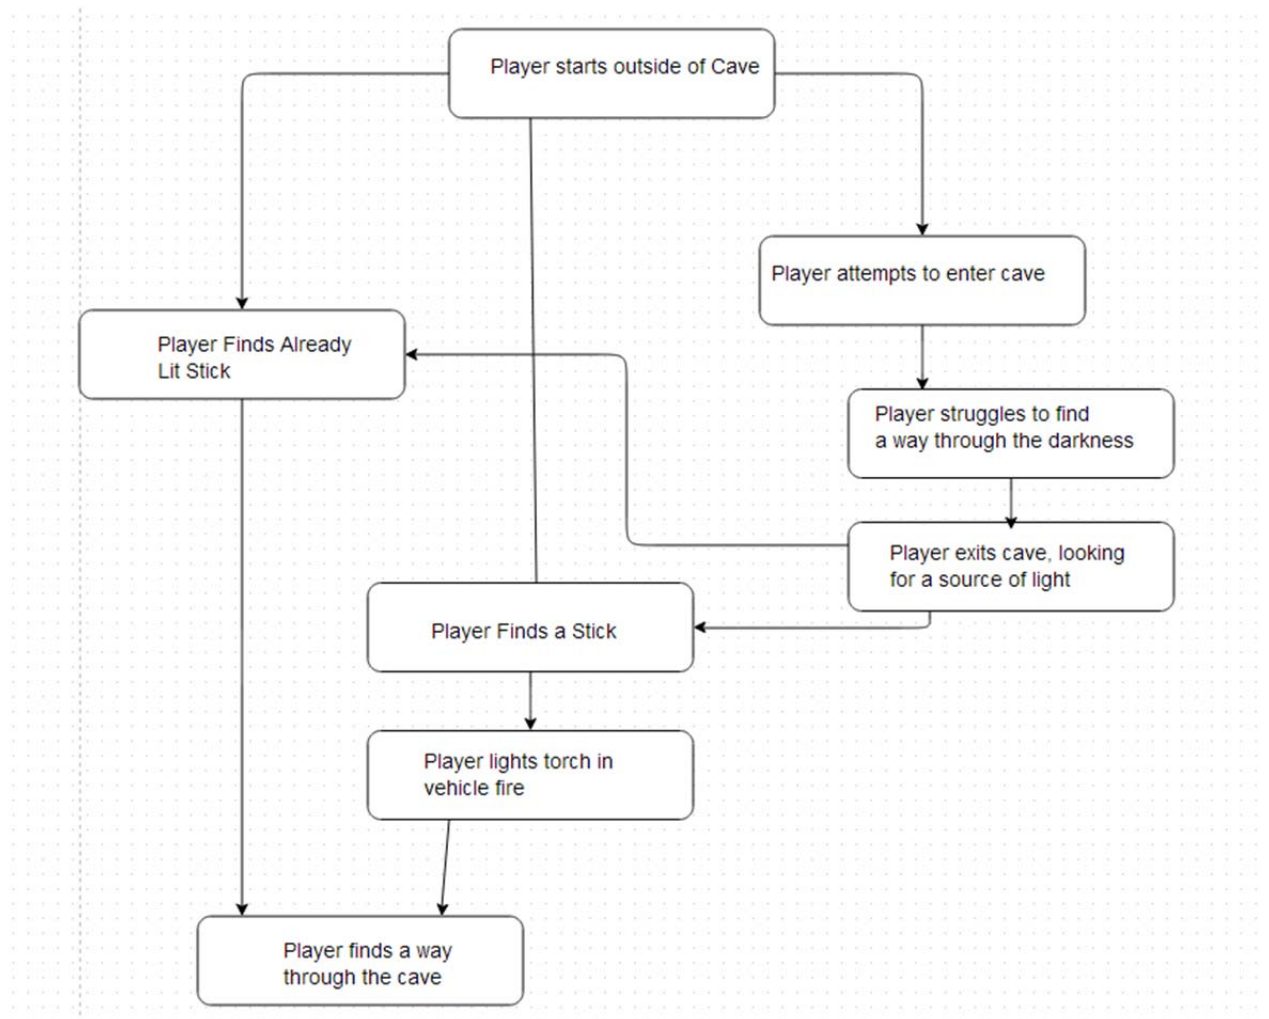 Player starts outside of Cave
Player attempts to enter cave
Player Finds Already
Lit Stick
Player struggles to find
a way through the darkness
Player exits cave, looking
for a source of light
Player Finds a Stick
Player lights torch in
vehicle fire
Player finds a way
through the cave